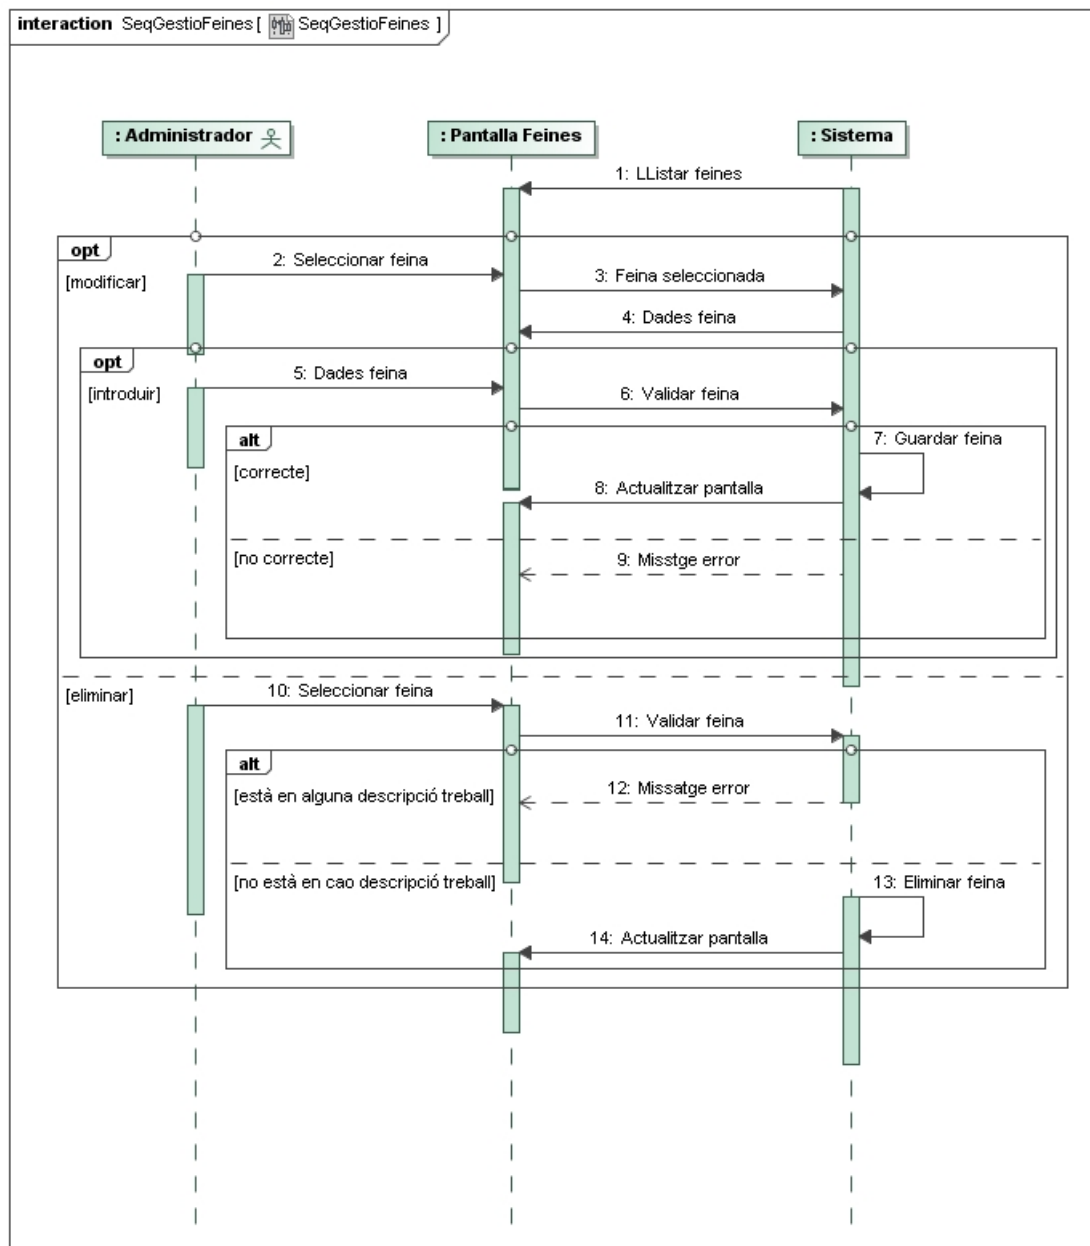 interaction SeqGestioFeines [ SeqGestioFeines ]
: Administrador
: Pantalla Feines
: Sistema
1: LListar feines
opt
[modificar]
2: Seleccionar feina
3: Feina seleccionada
4: Dades feina
opt
[introduir]
5: Dades feina
6: Validar feina
alt
[correcte]
7: Guardar feina
8: Actualitzar pantalla
[no correcte]
9: Misstge error
[eliminar]
10: Seleccionar feina
11: Validar feina
alt
[està en alguna descripció treball]
12: Missatge error
[no està en cao descripció treball]
13: Eliminar feina
14: Actualitzar pantalla